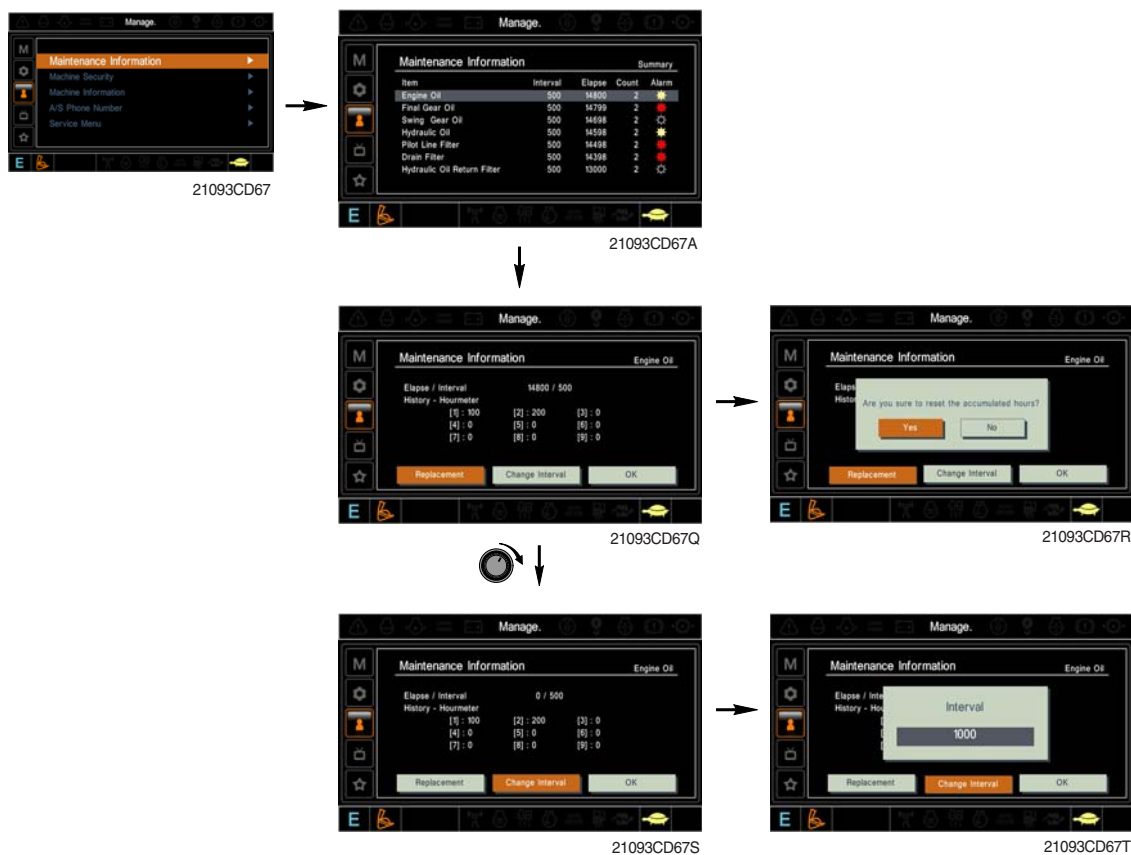 Manage.
M
Maintenance Information
Machine Security
Machine Information
A/S Phone Number
Service Menu
E
21093CD67
Manage.
M
Maintenance Information Summary
Item Interval Elapse Count Alarm
Engine Oil 500 14800 2
Final Gear Oil 500 14799 2
Swing Gear Oil 500 14698 2
Hydraulic Oil 500 14598 2
Pilot Line Filter 500 14498 2
Drain Filter 500 14398 2
Hydraulic Oil Return Filter 500 13000 2
E
21093CD67A
Manage.
M
Maintenance Information Engine Oil
Elapse / Interval 14800 / 500
History - Hourmeter
[1] : 100 [2] : 200 [3] : 0
[4] : 0 [5] : 0 [6] : 0
[7] : 0 [8] : 0 [9] : 0
Replacement Change Interval OK
E
21093CD67Q
Manage.
M
Maintenance Information Engine Oil
Elaps
Histor
Are you sure to reset the accumulated hours?
Yes No
Replacement Change Interval OK
E
21093CD67R
Manage.
M
Maintenance Information Engine Oil
Elapse / Interval 0 / 500
History - Hourmeter
[1] : 100 [2] : 200 [3] : 0
[4] : 0 [5] : 0 [6] : 0
[7] : 0 [8] : 0 [9] : 0
Replacement Change Interval OK
E
21093CD67S
Manage.
M
Maintenance Information Engine Oil
Elapse / Inte
History - Hou
Interval
1000
Replacement Change Interval OK
E
21093CD67T